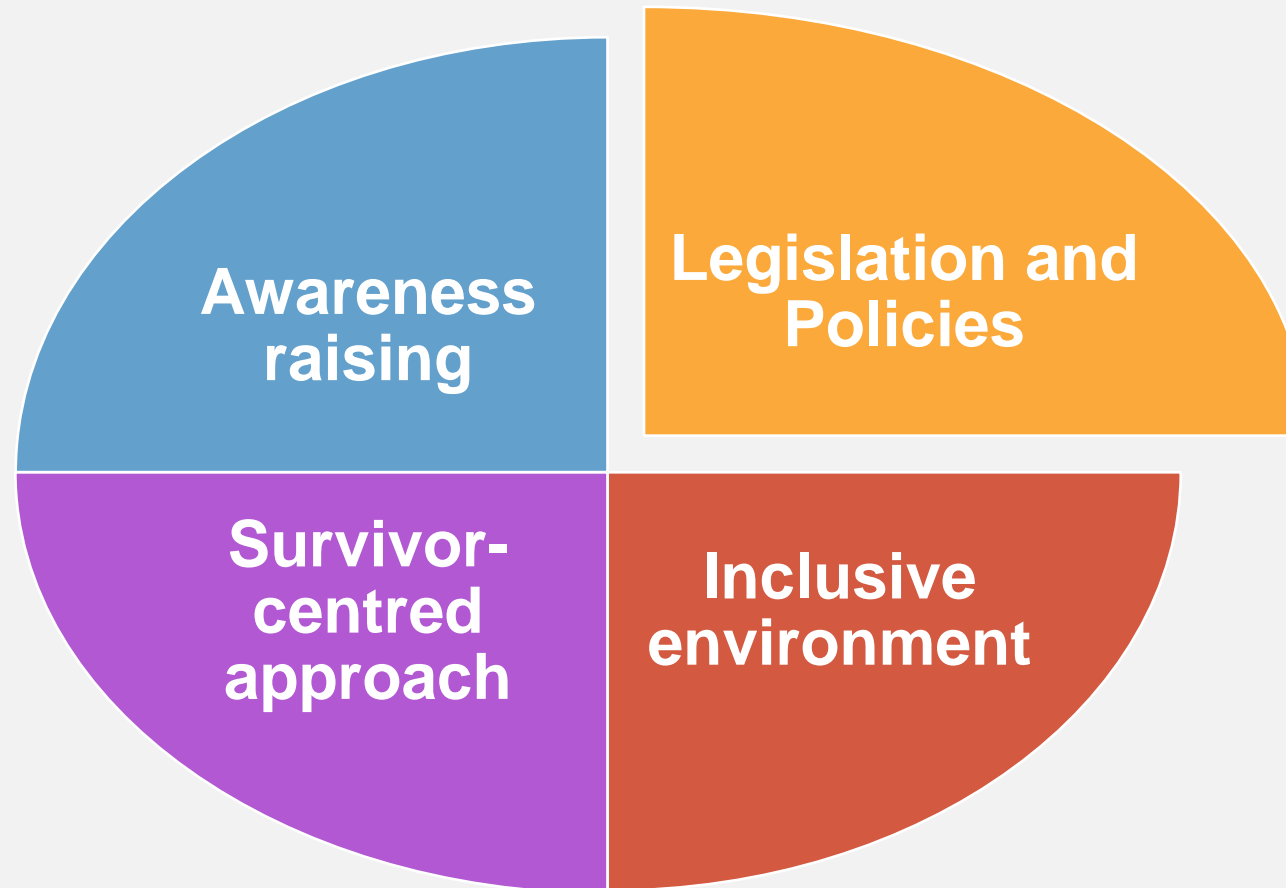 Awareness
raising
Legislation and
Policies
Survivor-
centred
approach
Inclusive
environment